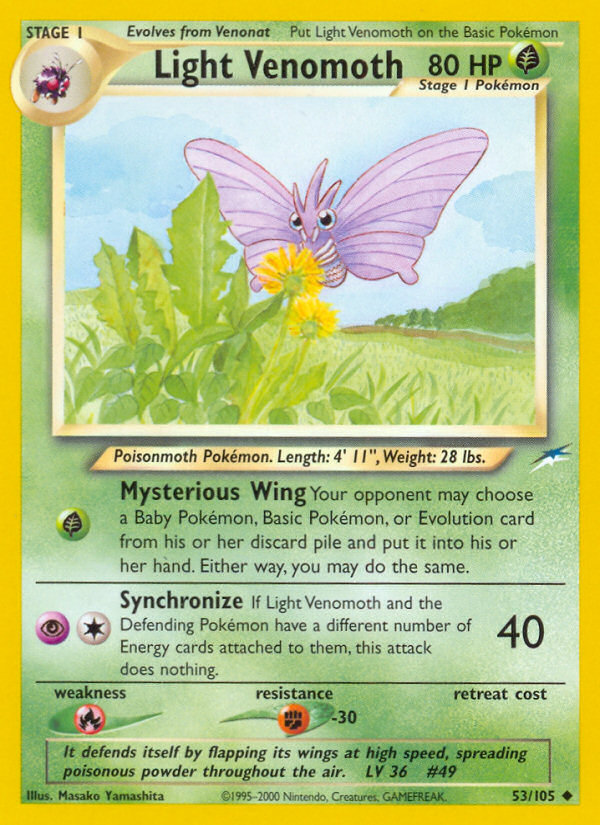 STAGE 1 Evolves from Venonat Put Light Venomoth on the Basic Pokémon
Light Venomoth 80 HP
Stage 1 Pokémon
Poisonmoth Pokémon. Length: 4' 11", Weight: 28 lbs.
Mysterious Wing Your opponent may choose
a Baby Pokémon, Basic Pokémon, or Evolution card
from his or her discard pile and put it into his or
her hand. Either way, you may do the same.
Synchronize If Light Venomoth and the
Defending Pokémon have a different number of
Energy cards attached to them, this attack
does nothing.
40
weakness resistance retreat cost
-30
It defends itself by flapping its wings at high speed, spreading
poisonous powder throughout the air. LV 36 #49
Illus. Masako Yamashita ©1995-2000 Nintendo, Creatures, GAMEFREAK. 53/105